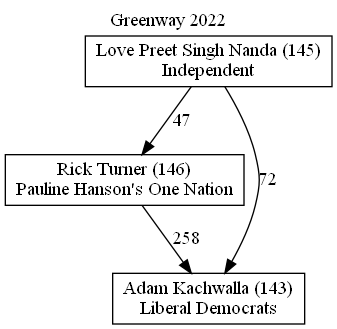 Greenway 2022
Love Preet Singh Nanda (145)
Independent
47
Rick Turner (146)
Pauline Hanson's One Nation
72
258
Adam Kachwalla (143)
Liberal Democrats